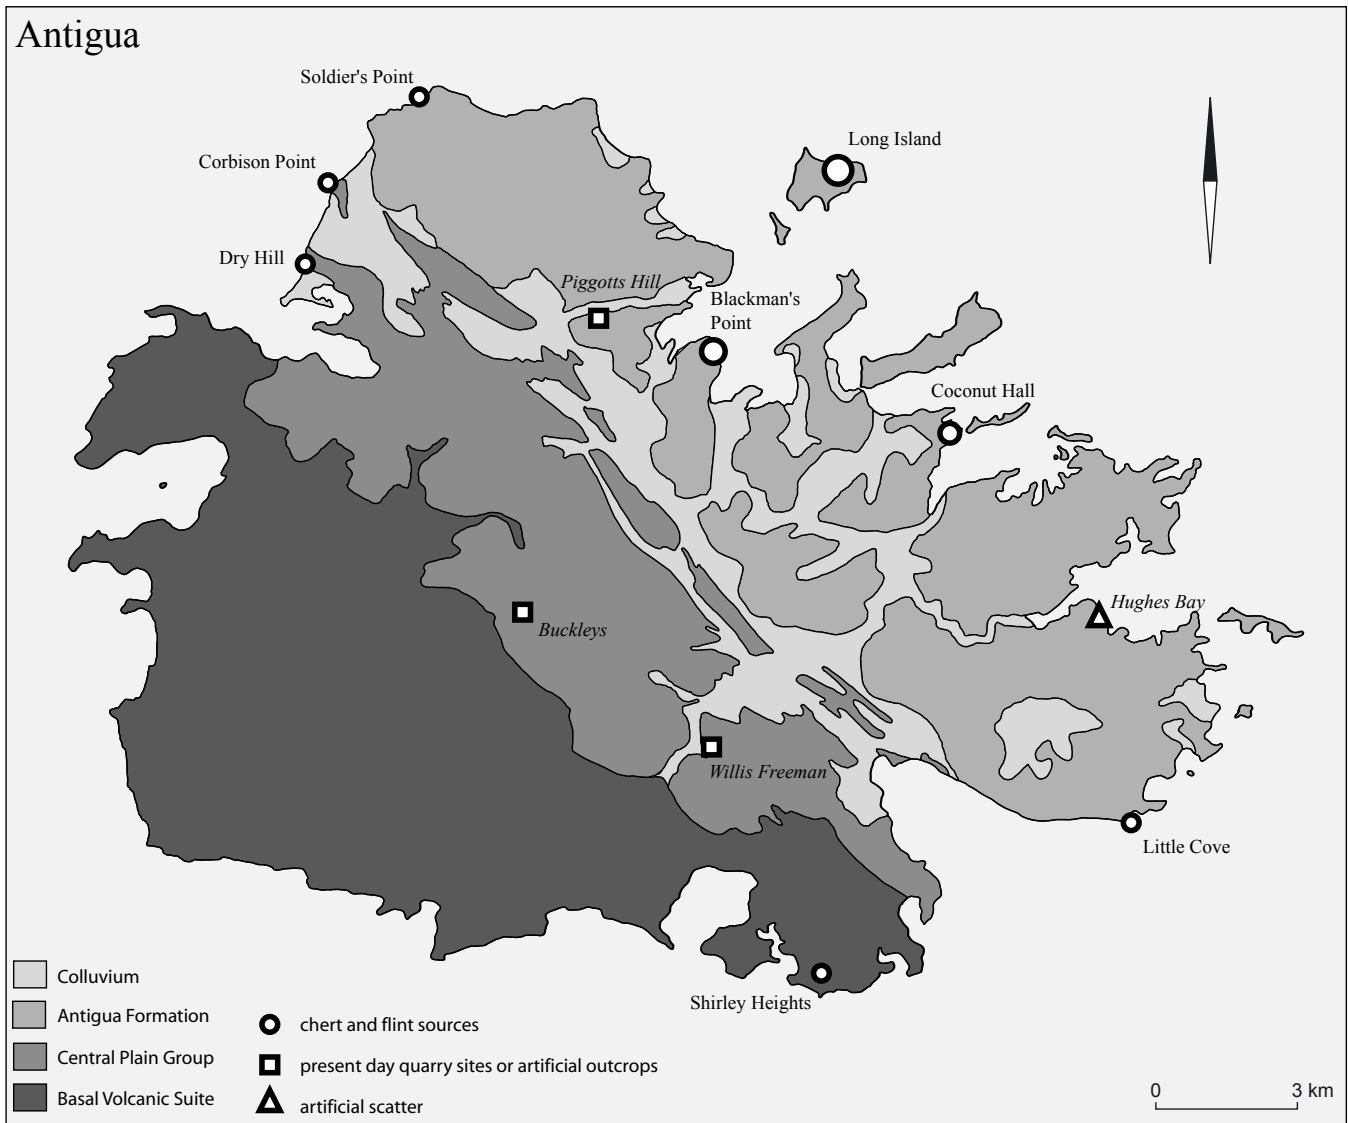 Antigua
Soldier's Point
Long Island
Corbison Point
Dry Hill
Piggotts Hill
Blackman's
Point
Coconut Hall
Hughes Bay
Buckleys
Willis Freeman
Little Cove
Shirley Heights
Colluvium
Antigua Formation
Central Plain Group
Basal Volcanic Suite
chert and flint sources
present day quarry sites or artificial outcrops
artificial scatter
0 3 km